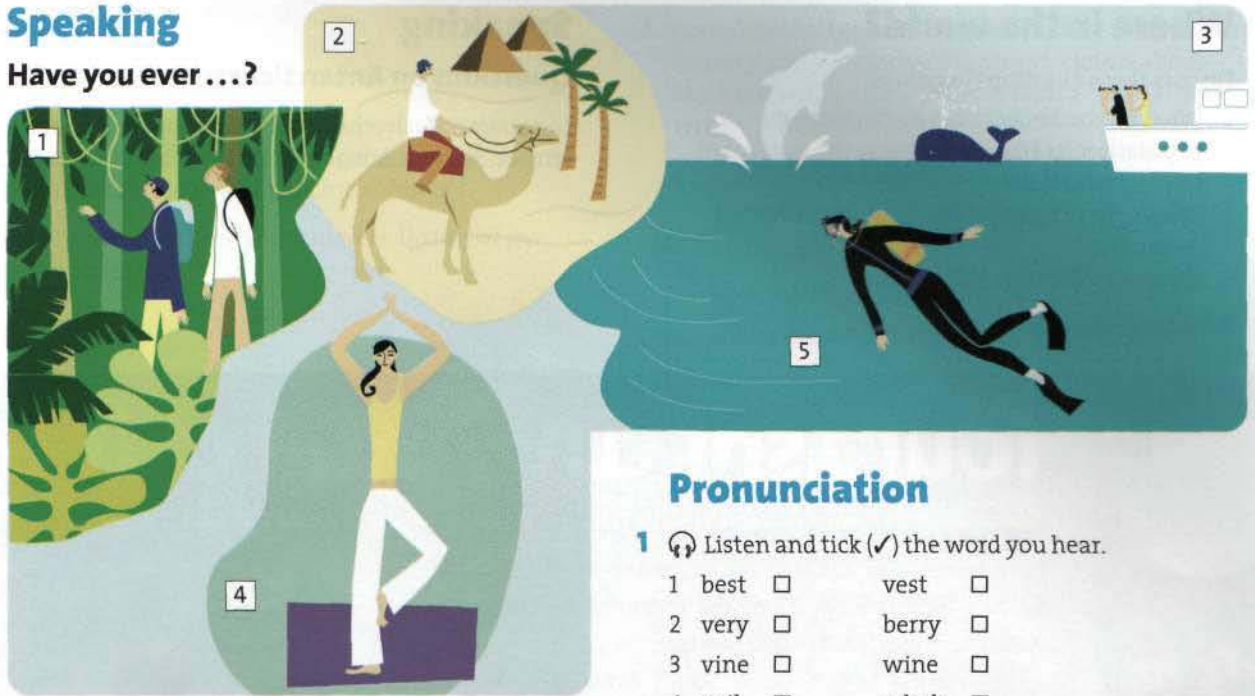 Speaking
Have you ever ...?
1
2
3
4
5
Pronunciation
1 Listen and tick (✓) the word you hear.
1 best □ vest □
2 very □ berry □
3 vine □ wine □